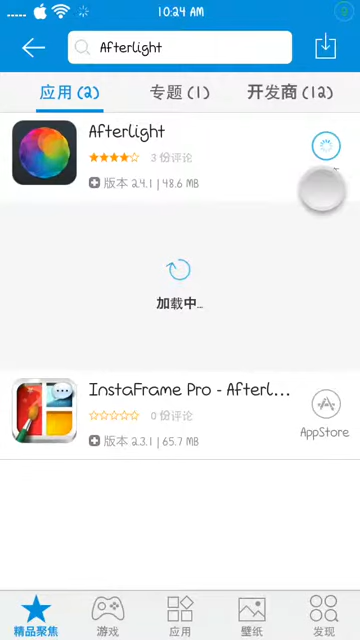 10:24 AM
Afterlight
应用 (2)
专题 (1)
开发商 (12)
Afterlight
3 份评论
版本 2.4.1 | 48.6 MB
加载中...
InstaFrame Pro - Afterl...
0 份评论
版本 2.3.1 | 65.7 MB
AppStore
精品聚焦
游戏
应用
壁纸
发现